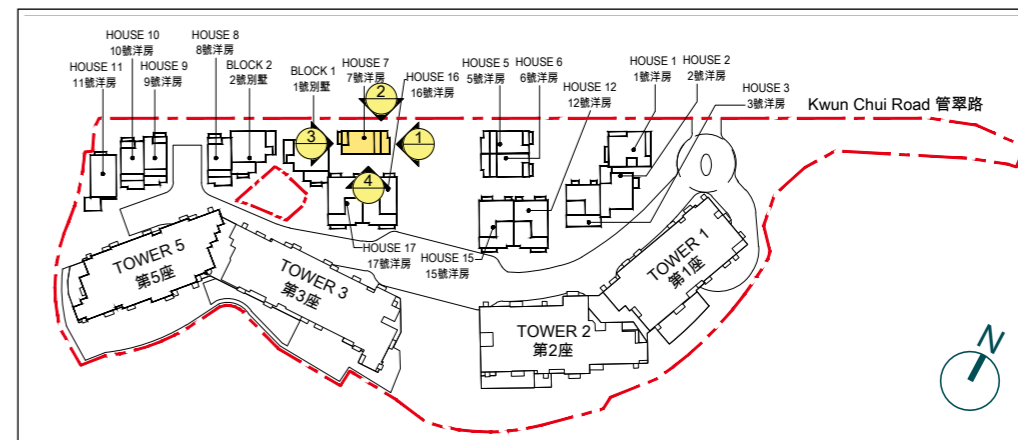 HOUSE 10
10號洋房
HOUSE 8
8號洋房
HOUSE 11
11號洋房
HOUSE 9
9號洋房
BLOCK 2
2號別墅
BLOCK 1
1號別墅
HOUSE 7
7號洋房
HOUSE 16
16號洋房
HOUSE 5
5號洋房
HOUSE 6
6號洋房
HOUSE 12
12號洋房
HOUSE 1
1號洋房
HOUSE 2
2號洋房
HOUSE 3
3號洋房
Kwun Chui Road 管翠路
2
3
1
4
HOUSE 17
17號洋房
HOUSE 15
15號洋房
TOWER 5
第5座
TOWER 3
第3座
TOWER 2
第2座
TOWER 1
第1座
N